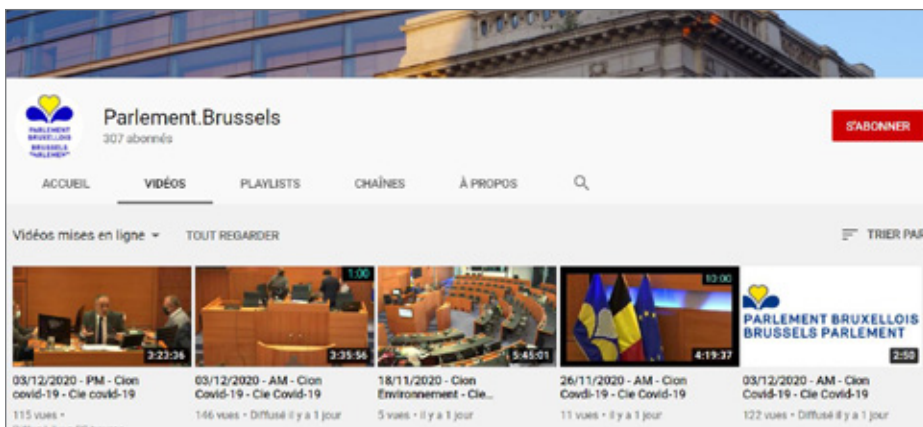 PARLEMENT
BRUXELLOIS
BRUSSELS
PARLEMENT
Parlement.Brussels
307 abonnés
S'ABONNER
ACCUEIL VIDÉOS PLAYLISTS CHAÎNES À PROPOS
Vidéos mises en ligne TOUT REGARDER TRIER PAR
3:23:36
1:00
3:35:56
5:45:01
10:00
4:19:37
PARLEMENT BRUXELLOIS
BRUSSELS PARLEMENT
2:50
03/12/2020 - PM - Cion
covid-19 - Cie covid-19
115 vues •
03/12/2020 - AM - Cion
Covid-19 - Cie Covid-19
146 vues • Diffusé il y a 1 jour
18/11/2020 - Cion
Environnement - Cie...
5 vues • il y a 1 jour
26/11/2020 - AM - Cion
Covdi-19 - Cie Covid-19
11 vues • il y a 1 jour
03/12/2020 - AM - Cion
Covid-19 - Cie Covid-19
122 vues • Diffusé il y a 1 jour